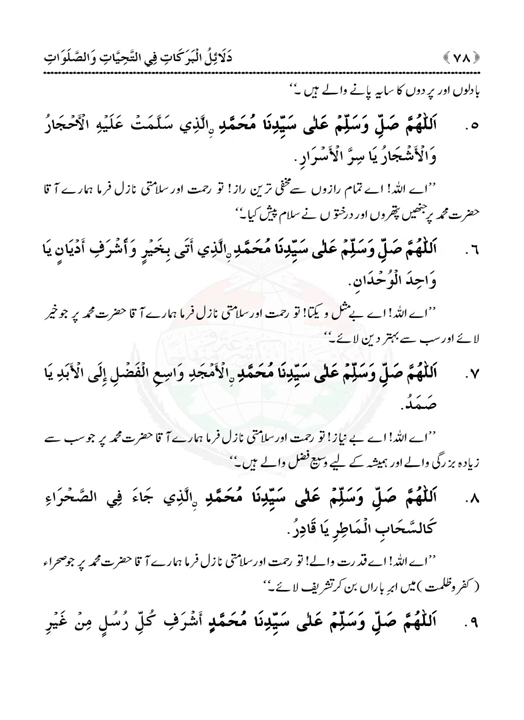 ﴿٧٨﴾ دَلَائِلُ الْبَرَكَاتِ فِي التَّحِيَّاتِ وَالصَّلَوَاتِ
بادلوں اور پردوں کا سایہ پانے والے ہیں۔‘‘
٥. اَللّٰهُمَّ صَلِّ وَسَلِّمْ عَلٰی سَيِّدِنَا مُحَمَّدِ ۣالَّذِي سَلَّمَتْ عَلَيْهِ الْأَحْجَارُ
وَالْأَشْجَارُ يَا سِرَّ الْأَسْرَارِ.
’’اے اللہ! اے تمام رازوں سے مخفی ترین راز! تو رحمت اور سلامتی نازل فرما ہمارے آقا
حضرت محمد پر جنھیں پتھروں اور درختوں نے سلام پیش کیا۔‘‘
٦. اَللّٰهُمَّ صَلِّ وَسَلِّمْ عَلٰی سَيِّدِنَا مُحَمَّدِ ۣالَّذِي أَتَی بِخَيْرِ وَأَشْرَفِ أَدْيَانٍ يَا
وَاحِدَ الْوُحْدَانِ.
’’اے اللہ! اے بے مثل و یکتا! تو رحمت اور سلامتی نازل فرما ہمارے آقا حضرت محمد پر جو خیر
لائے اور سب سے بہتر دین لائے۔‘‘
٧. اَللّٰهُمَّ صَلِّ وَسَلِّمْ عَلٰی سَيِّدِنَا مُحَمَّدِ ۣالْأَمْجَدِ وَاسِعِ الْفَضْلِ إِلَی الْأَبَدِ يَا
صَمَدُ.
’’اے اللہ! اے بے نیاز! تو رحمت اور سلامتی نازل فرما ہمارے آقا حضرت محمد پر جو سب سے
زیادہ بزرگی والے اور ہمیشہ کے لیے وسیع فضل والے ہیں۔‘‘
٨. اَللّٰهُمَّ صَلِّ وَسَلِّمْ عَلٰی سَيِّدِنَا مُحَمَّدِ ۣالَّذِي جَاءَ فِي الصَّحْرَاءِ
كَالسَّحَابِ الْمَاطِرِ يَا قَادِرُ.
’’اے اللہ! اے قدرت والے! تو رحمت اور سلامتی نازل فرما ہمارے آقا حضرت محمد پر جو صحراء
(کفر و ظلمت) میں ابرِ باراں بن کر تشریف لائے۔‘‘
٩. اَللّٰهُمَّ صَلِّ وَسَلِّمْ عَلٰی سَيِّدِنَا مُحَمَّدٍ أَشْرَفِ كُلِّ رُسُلٍ مِنْ غَيْرِ